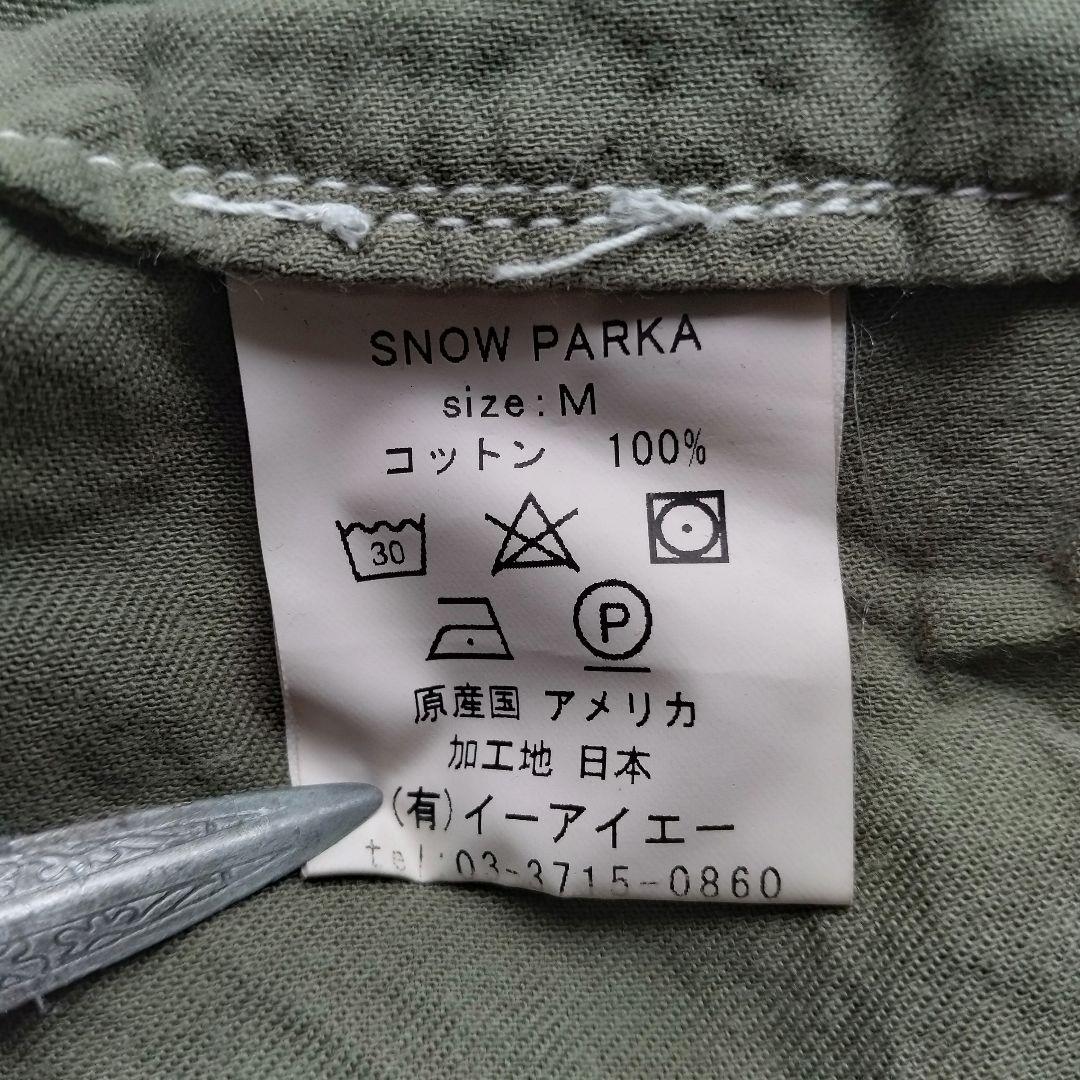 SNOW PARKA
size:M
コットン 100%
30
P
原産国 アメリカ
加工地 日本
(有)イーアイエー
tel:03-3715-0860